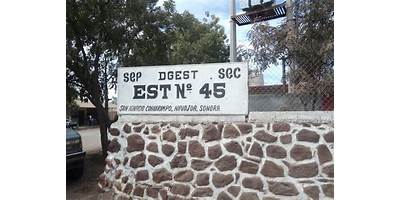 SEP DGEST SEC
EST Nº 45
SAN IGNACIO COHUIRIMPO, NAVOJOA, SONORA